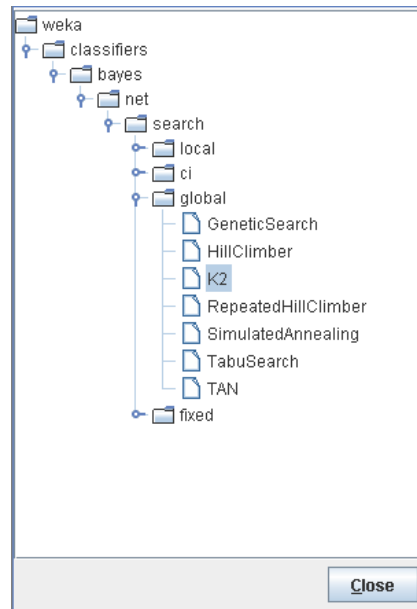 weka
classifiers
bayes
net
search
local
ci
global
GeneticSearch
HillClimber
K2
RepeatedHillClimber
SimulatedAnnealing
TabuSearch
TAN
fixed
Close